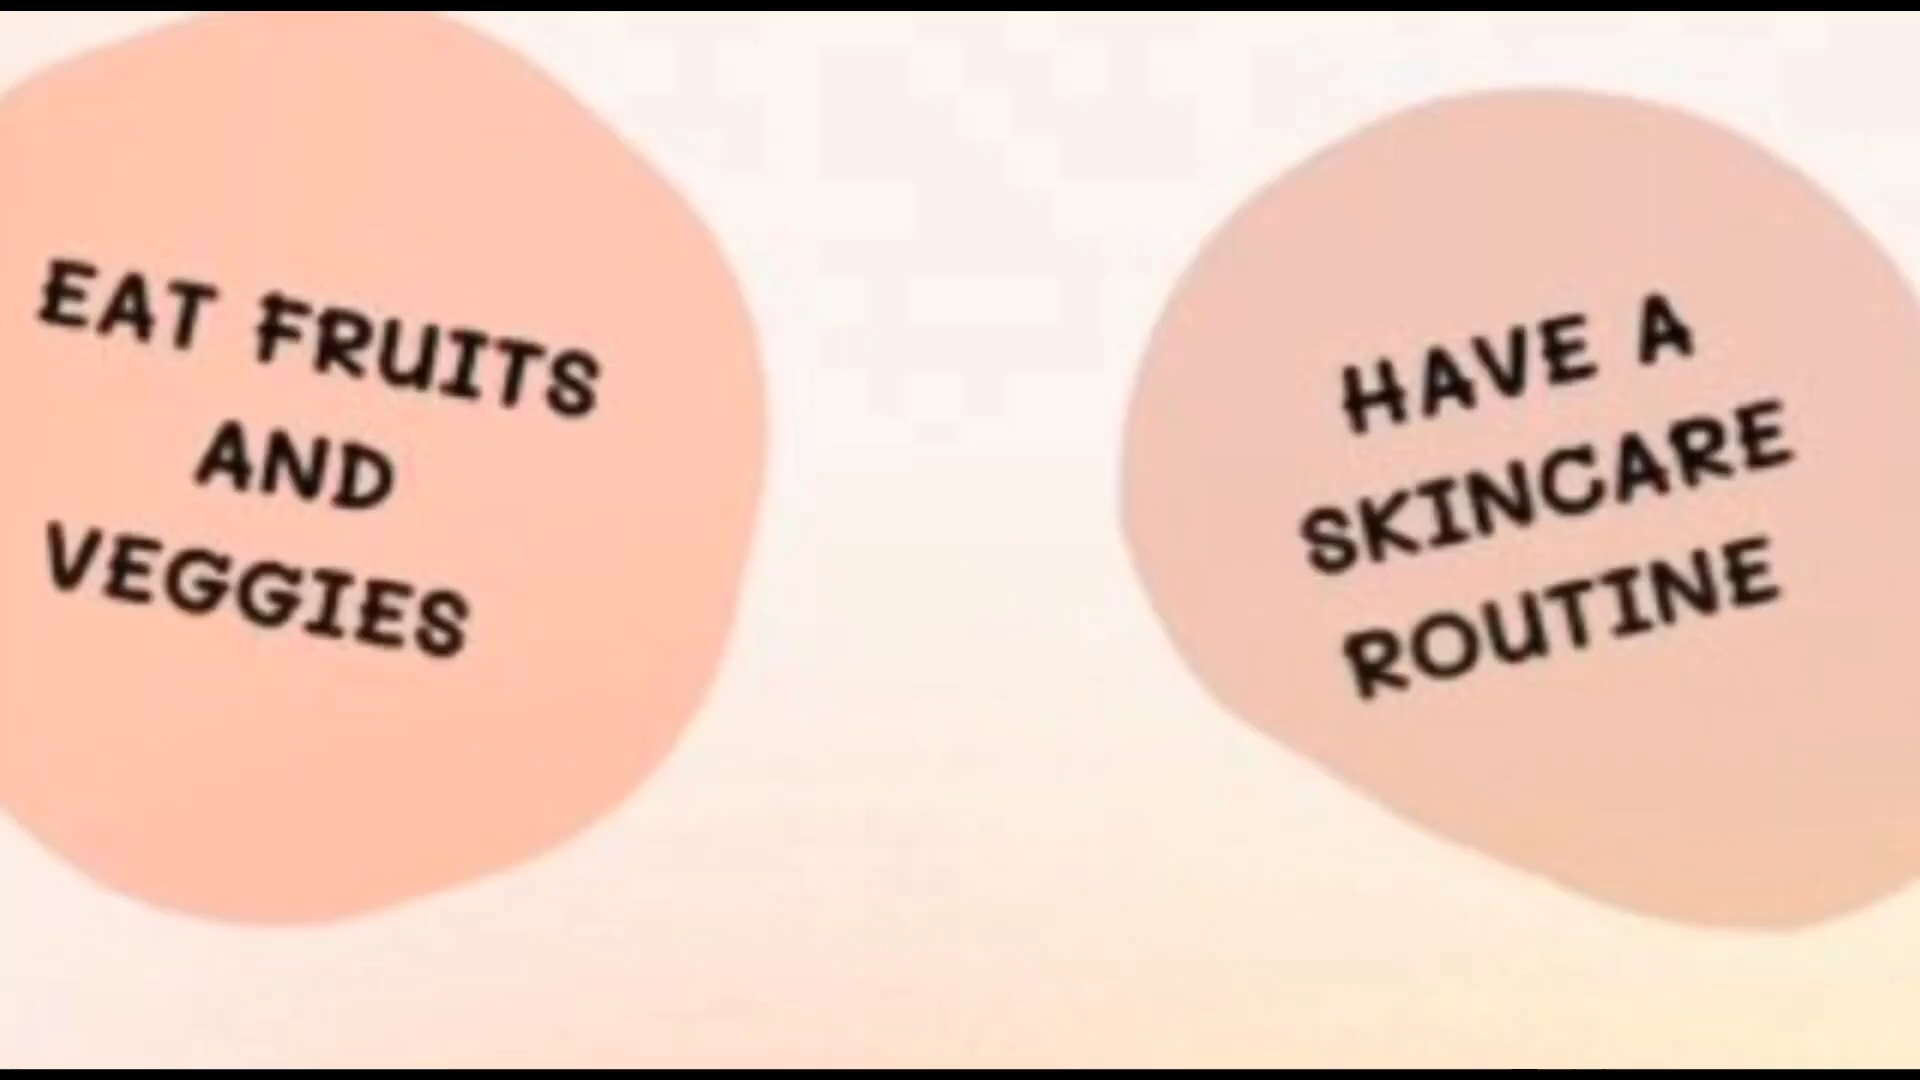 EAT FRUITS
AND
VEGGIES
HAVE A
SKINCARE
ROUTINE